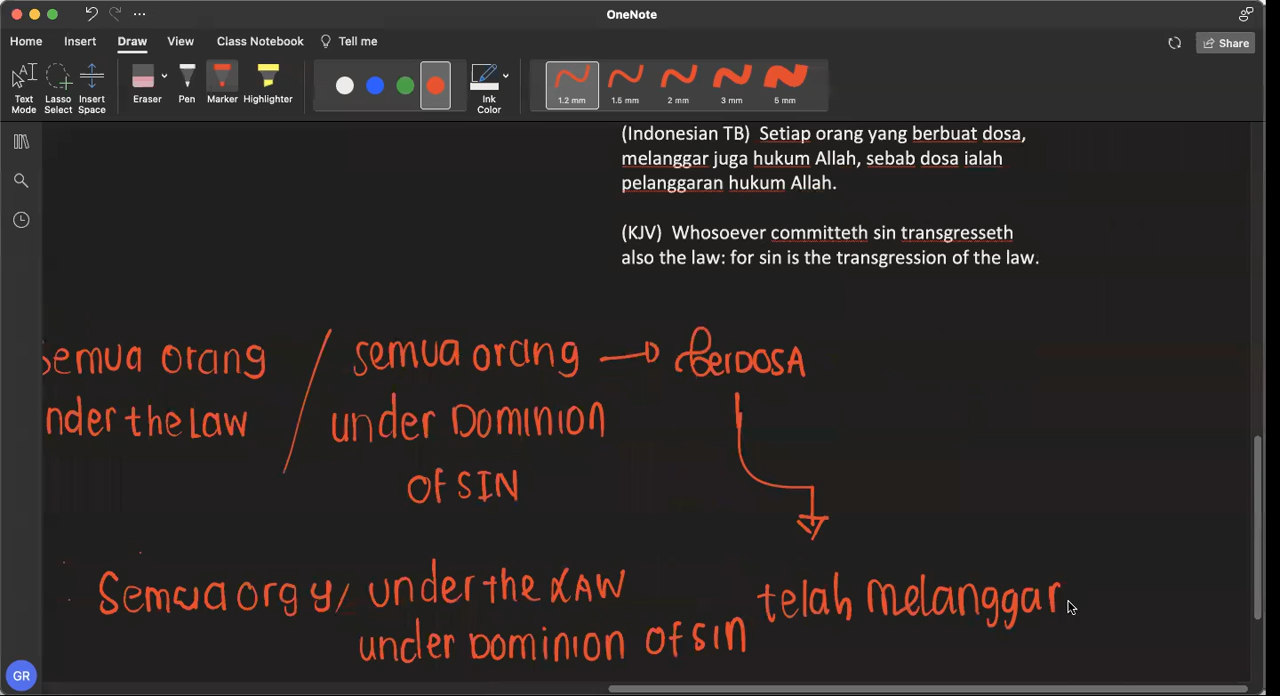 OneNote
Home Insert Draw View Class Notebook Tell me
Share
Text Mode
Lasso Select
Insert Space
Eraser
Pen
Marker
Highlighter
Ink Color
1.2 mm
1.5 mm
2 mm
3 mm
5 mm
(Indonesian TB) Setiap orang yang berbuat dosa,
melanggar juga hukum Allah, sebab dosa ialah
pelanggaran hukum Allah.
(KJV) Whosoever committeth sin transgresseth
also the law: for sin is the transgression of the law.
semua orang / semua orang → berDOSA
nder the LAW under DOMINION
OF SIN
Semua org y/ under the LAW
under Dominion of sin telah melanggar
GR